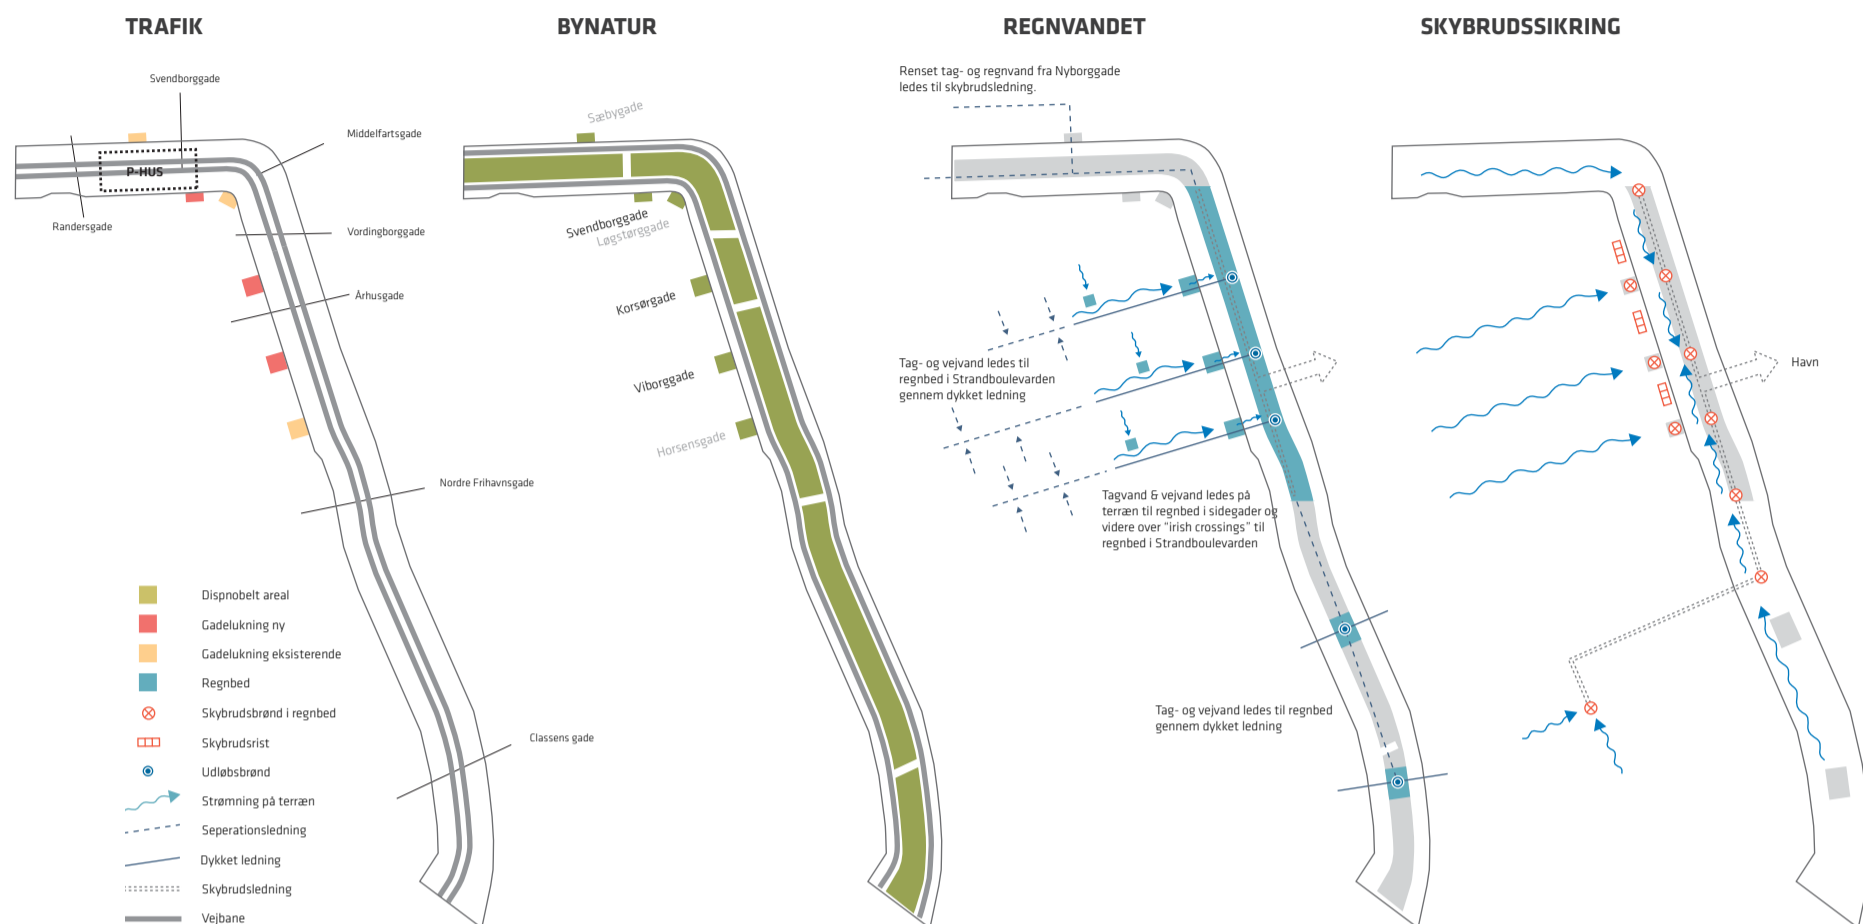 TRAFIK
BYNATUR
REGNVANDET
SKYBRUDSSIKRING
Svendborggade
Middelfartsgade
P-HUS
Randersgade
Vordingborggade
Århusgade
Nordre Frihavnsgade
Classens gade
Dispnobelt areal
Gadelukning ny
Gadelukning eksisterende
Regnbed
Skybrudsbrønd i regnbed
Skybrudsrist
Udløbsbrønd
Strømning på terræn
Seperationsledning
Dykket ledning
Skybrudsledning
Vejbane
Sæbygade
Svendborggade
Løgstørggade
Korsørgade
Viborggade
Horsensgade
Renset tag- og regnvand fra Nyborggade
ledes til skybrudsledning.
Tag- og vejvand ledes til
regnbed i Strandboulevarden
gennem dykket ledning
Tagvand & vejvand ledes på
terræn til regnbed i sidegader og
videre over "irish crossings" til
regnbed i Strandboulevarden
Tag- og vejvand ledes til regnbed
gennem dykket ledning
Havn